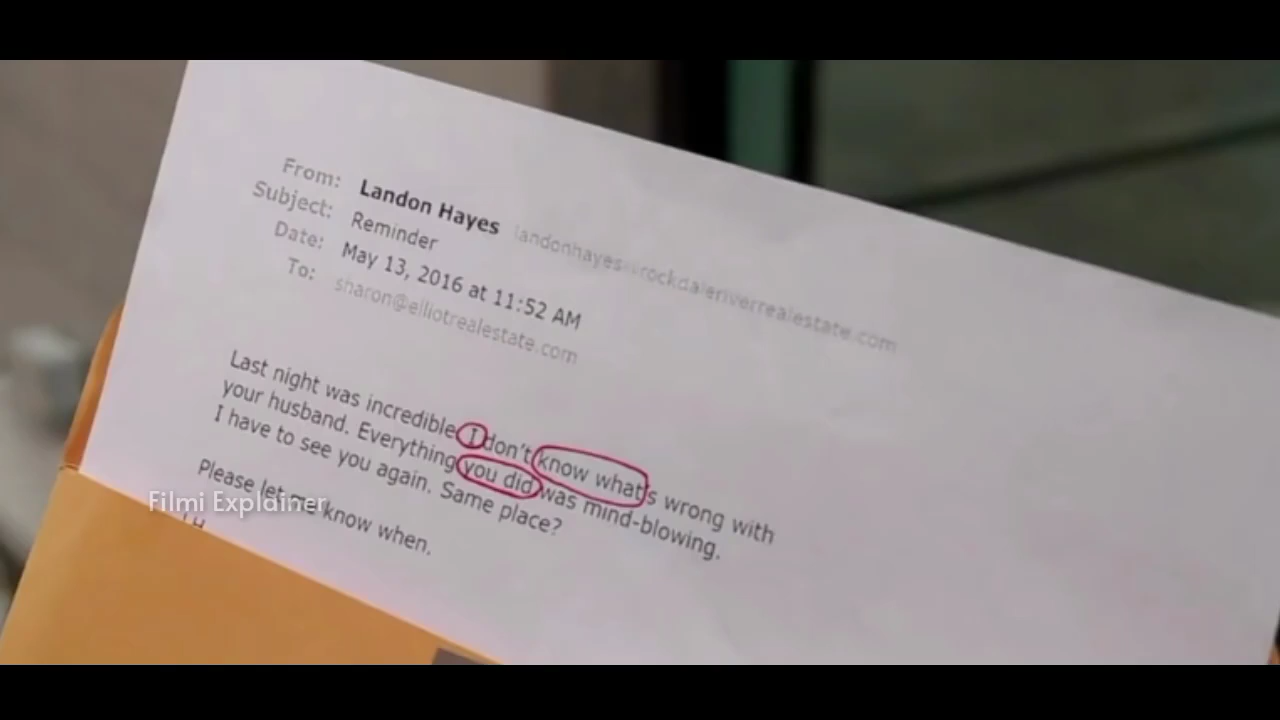 From: Landon Hayes
Subject: Reminder
Date: May 13, 2016 at 11:52 AM
To: sharon@elliotrealestate.com
Last night was incredible I don't know what's wrong with
your husband. Everything you did was mind-blowing.
I have to see you again. Same place?
Please let me know when.
Filmi Explainer